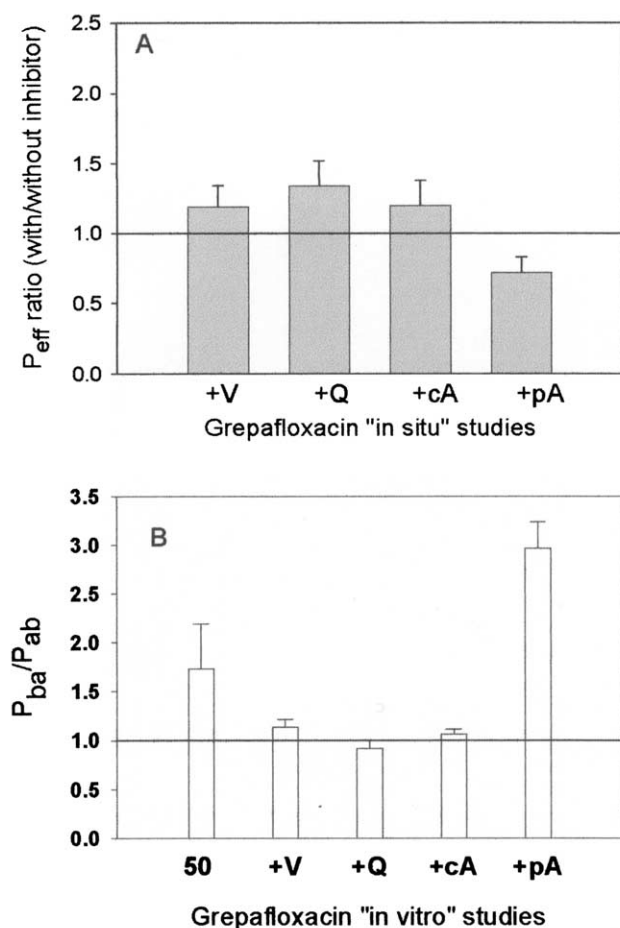 A
P_eff ratio (with/without inhibitor)
2.5
2.0
1.5
1.0
0.5
0.0
+V +Q +cA +pA
Grepafloxacin "in situ" studies
B
P_ba/P_ab
3.5
3.0
2.5
2.0
1.5
1.0
0.5
0.0
50 +V +Q +cA +pA
Grepafloxacin "in vitro" studies